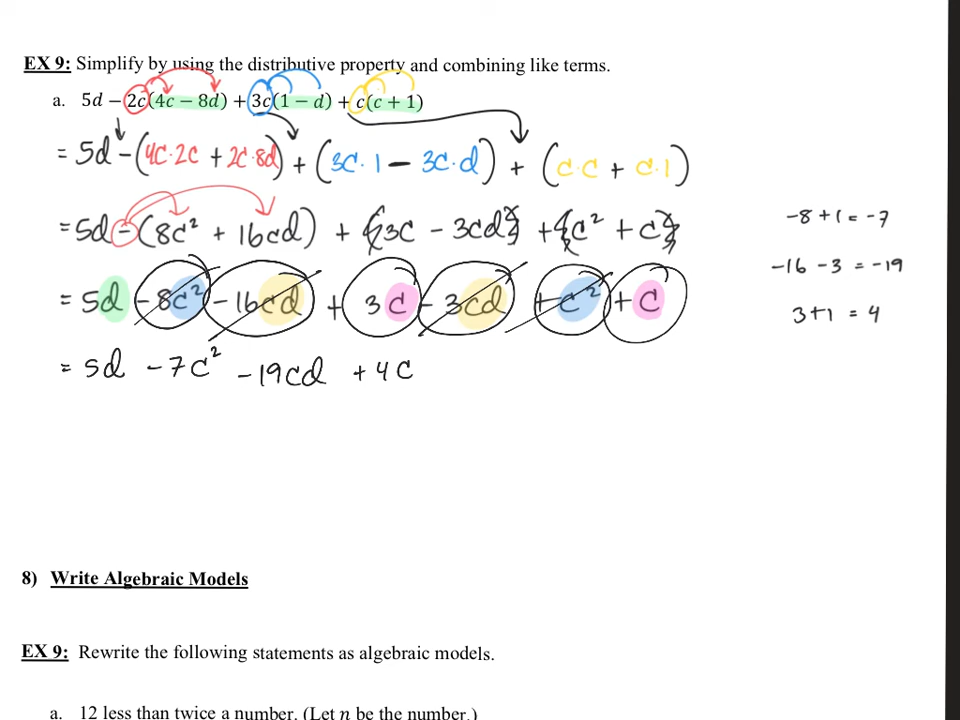 EX 9: Simplify by using the distributive property and combining like terms.
a. 5d − 2c(4c − 8d) + 3c(1 − d) + c(c + 1)
= 5d − (4c·2c + 2c·8d) + (3c·1 − 3c·d) + (c·c + c·1)
= 5d − (8c² + 16cd) + (3c − 3cd) + (c² + c)
−8 + 1 = −7
−16 − 3 = −19
= 5d − 8c² − 16cd + 3c − 3cd + c² + c
3+1 = 4
= 5d − 7c² − 19cd + 4c
8) Write Algebraic Models
EX 9: Rewrite the following statements as algebraic models.
a. 12 less than twice a number. (Let n be the number.)